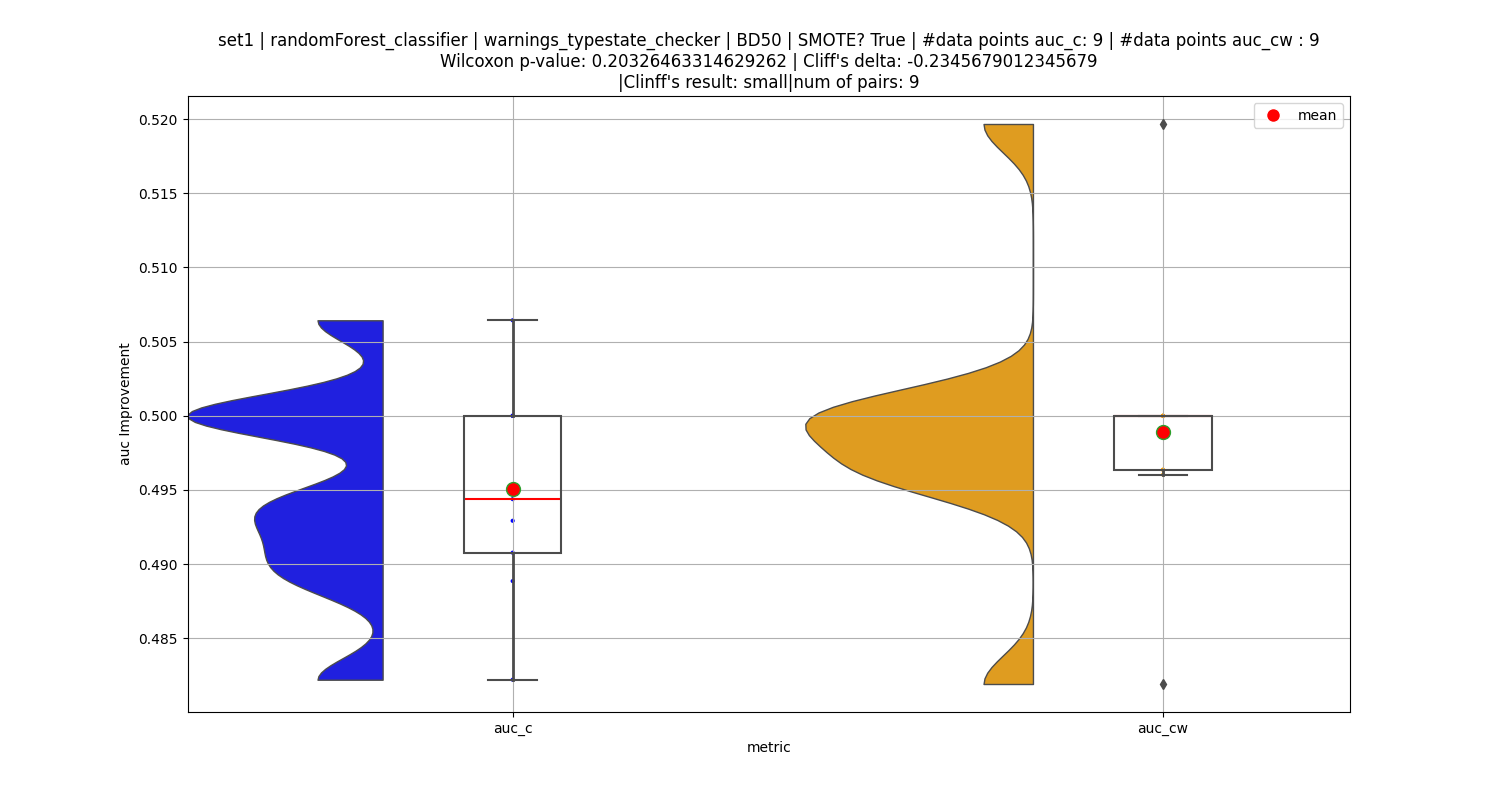 set1 | randomForest_classifier | warnings_typestate_checker | BD50 | SMOTE? True | #data points auc_c: 9 | #data points auc_cw : 9
Wilcoxon p-value: 0.20326463314629262 | Cliff's delta: -0.2345679012345679
|Clinff's result: small|num of pairs: 9
mean
0.520
0.515
0.510
0.505
0.500
0.495
0.490
0.485
auc Improvement
auc_c
auc_cw
metric